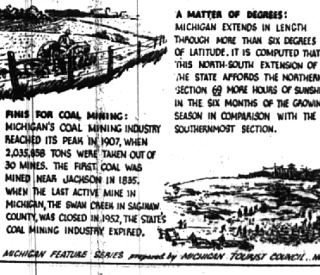 A MATTER OF DEGREES:
MICHIGAN EXTENDS IN LENGTH
THROUGH MORE THAN SIX DEGREES
OF LATITUDE. IT IS COMPUTED THAT
THIS NORTH-SOUTH EXTENSION OF
THE STATE AFFORDS THE NORTHERN
SECTION 69 MORE HOURS OF SUNSHI
IN THE SIX MONTHS OF THE GROWING
SEASON IN COMPARISON WITH THE
SOUTHERNMOST SECTION.
FINIS FOR COAL MINING:
MICHIGAN'S COAL MINING INDUSTRY
REACHED ITS PEAK IN 1907, WHEN
2,035,858 TONS WERE TAKEN OUT OF
30 MINES. THE FIRST COAL WAS
MINED NEAR JACKSON IN 1835.
WHEN THE LAST ACTIVE MINE IN
MICHIGAN, THE SWAN CREEK IN SAGINAW
COUNTY, WAS CLOSED IN 1952, THE STATE'S
COAL MINING INDUSTRY EXPIRED.
MICHIGAN FEATURE SERIES prepared by MICHIGAN TOURIST COUNCIL..